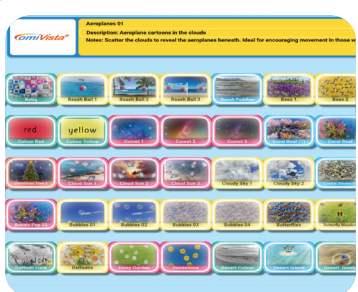 Aeroplanes 01
omiVista
Description: Aeroplane cartoons in the clouds
Notes: Scatter the clouds to reveal the aeroplanes beneath. Ideal for encouraging movement in those w
Beach Ball 1 Beach Ball 2 Beach Ball 3 Beach Pebbles Bees 1 Bees 2
red yellow
Colour Red Colour Yellow Comet 1 Comet 2 Comet 3 Coral Reef
Christmas Tree Cloud Sun 1 Cloud Sun 2 Cloud Sun 3 Cloudy Sky 1 Cloudy Sky 2
Bubbles 01 Bubbles 02 Bubbles 03 Bubbles 04 Butterflies
Daffodil Field Daffodils Daisy Garden Dandelions Desert Island Desert Island